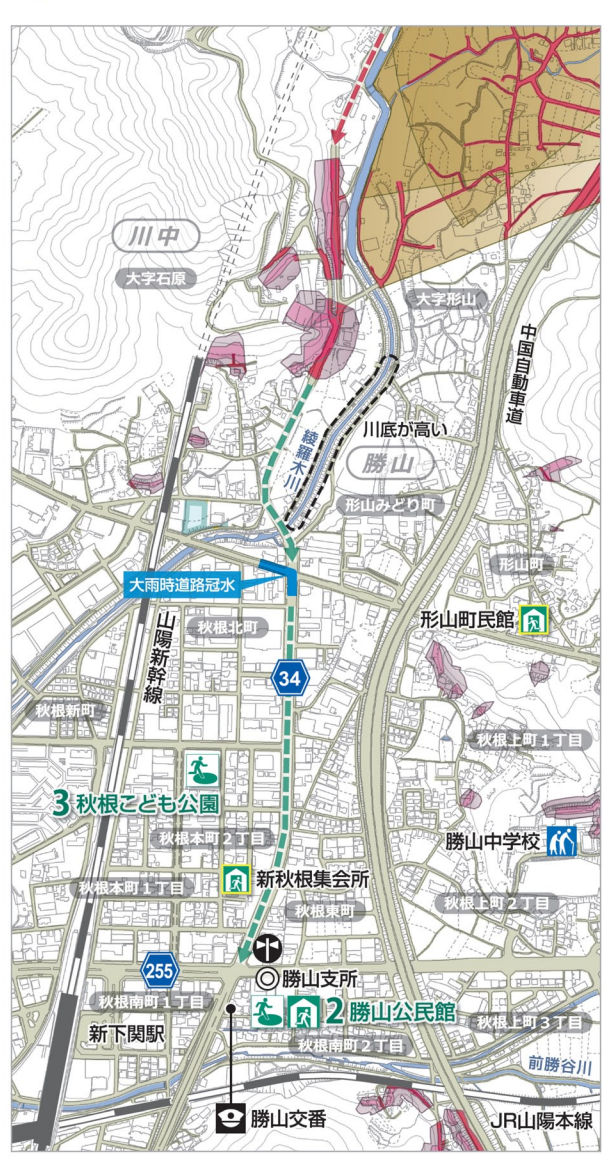 川中
大字石原
大字形山
中国自動車道
川底が高い
綾羅木川
勝山
形山みどり町
形山町
大雨時道路冠水
形山町民館
山陽新幹線
秋根北町
34
秋根新町
秋根上町1丁目
3 秋根こども公園
秋根本町2丁目
勝山中学校
新秋根集会所
秋根本町1丁目
秋根上町2丁目
秋根東町
255
勝山支所
秋根南町1丁目
2 勝山公民館
秋根上町3丁目
新下関駅
秋根南町2丁目
前勝谷川
勝山交番
JR山陽本線